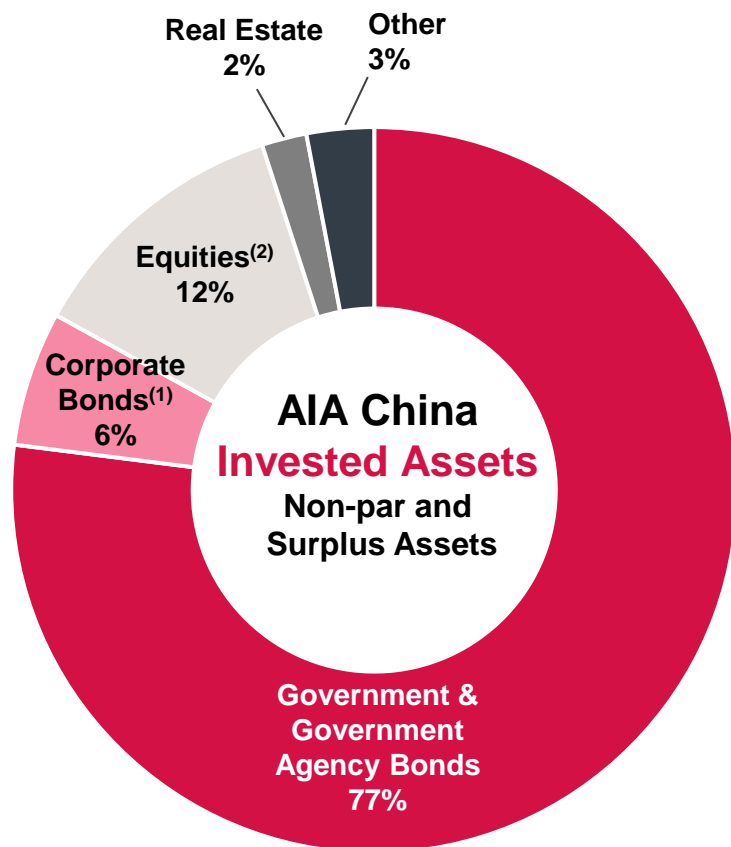 Real Estate
2%
Other
3%
Equities(2)
12%
Corporate
Bonds(1)
6%
AIA China
Invested Assets
Non-par and
Surplus Assets
Government &
Government
Agency Bonds
77%